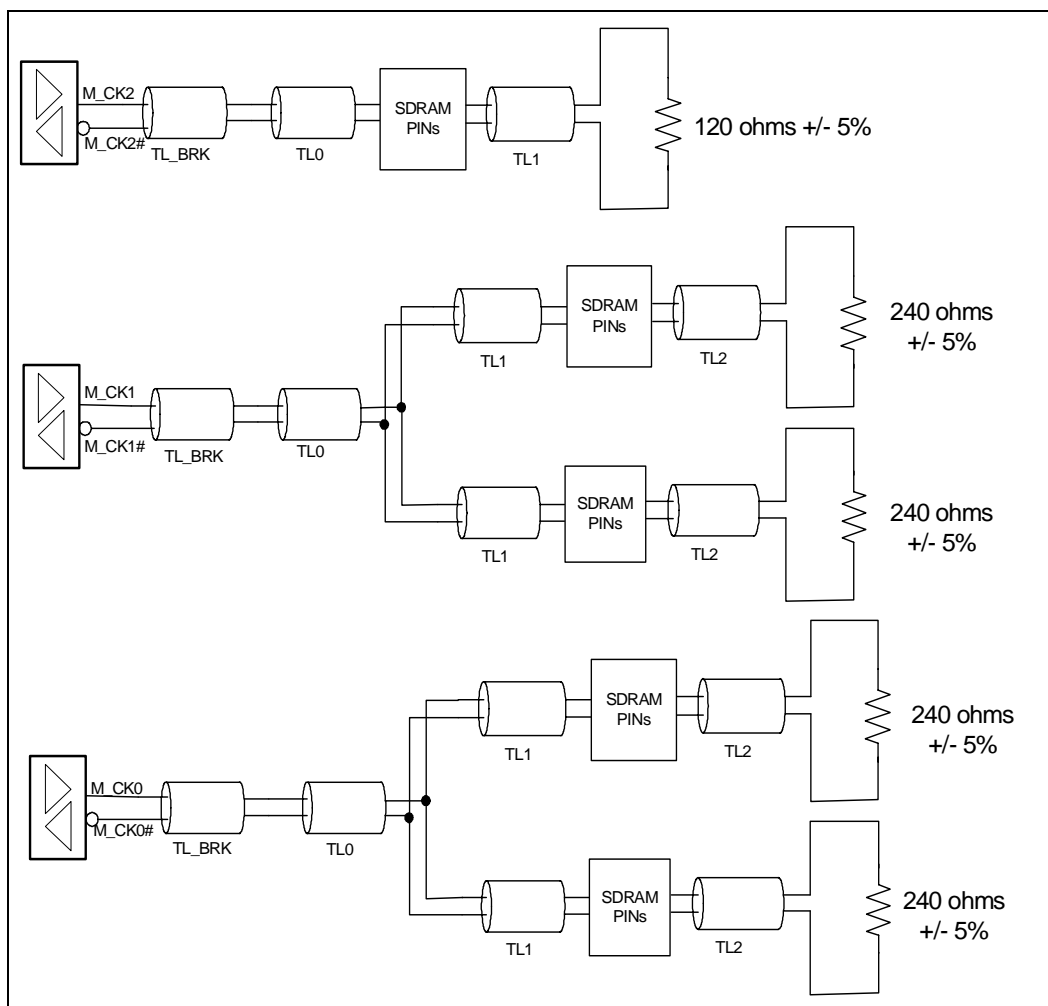 M_CK2
M_CK2#
TL_BRK
TL0
SDRAM
PINs
TL1
120 ohms +/- 5%
M_CK1
M_CK1#
TL_BRK
TL0
TL1
SDRAM
PINs
TL2
240 ohms
+/- 5%
TL1
SDRAM
PINs
TL2
240 ohms
+/- 5%
M_CK0
M_CK0#
TL_BRK
TL0
TL1
SDRAM
PINs
TL2
240 ohms
+/- 5%
TL1
SDRAM
PINs
TL2
240 ohms
+/- 5%